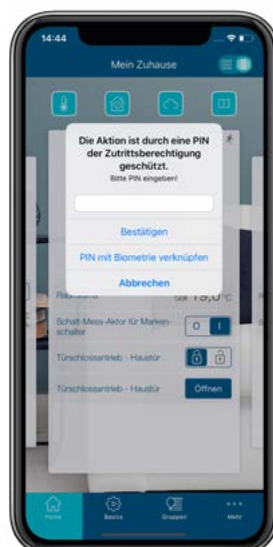 14:44
Mein Zuhause
Die Aktion ist durch eine PIN
der Zutrittsberechtigung
geschützt.
Bitte PIN eingeben!
Bestätigen
PIN mit Biometrie verknüpfen
Abbrechen
Soll 19,0 °C
Schalt-Mess-Aktor für Marken-
schalter
O I
Türschlossantrieb - Haustür
Türschlossantrieb - Haustür
Öffnen
Home
Basics
Gruppen
Mehr